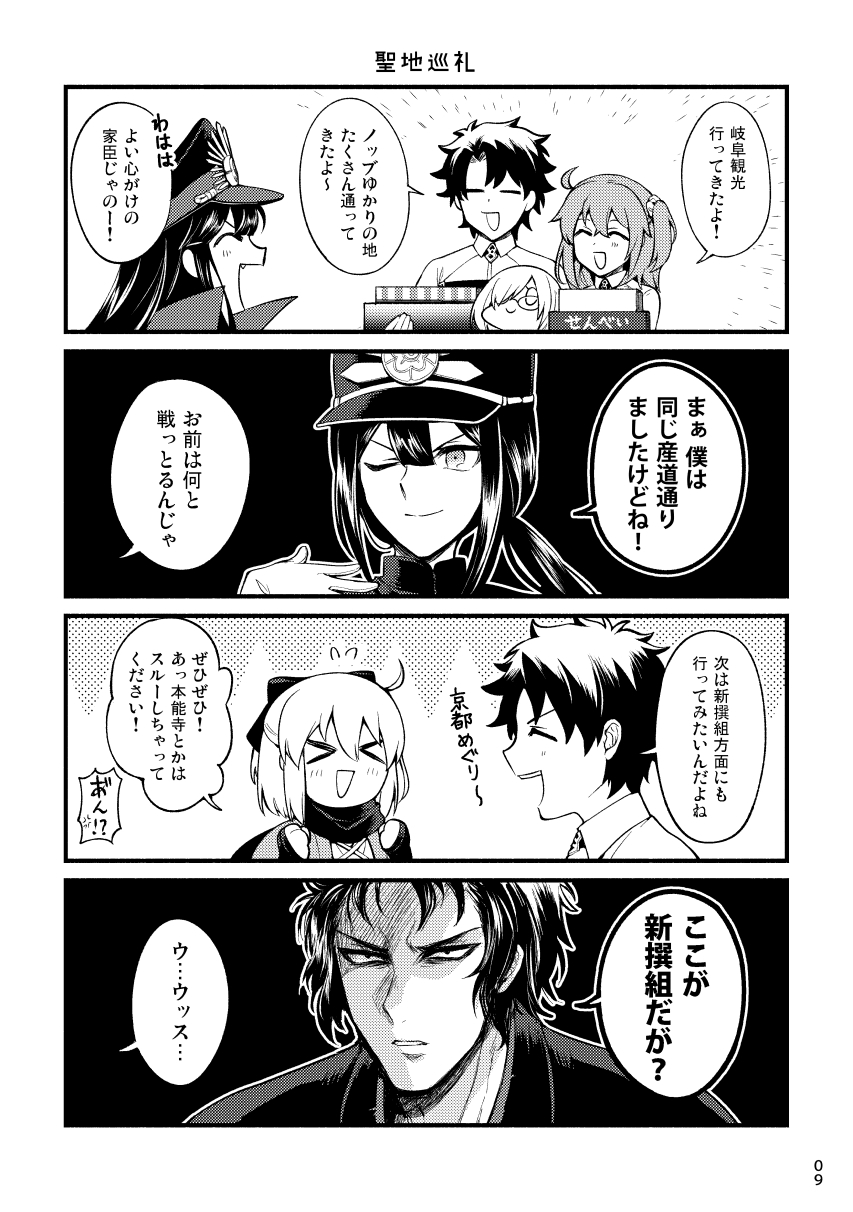 聖地巡礼
岐阜観光
行ってきたよ！
ノッブゆかりの地
たくさん通って
きたよ～
せんべい
わはは
よい心がけの
家臣じゃのー！
まぁ 僕は
同じ産道通り
ましたけどね！
お前は何と
戦っとるんじゃ
次は新撰組方面にも
行ってみたいんだよね
京都めぐり～
ぜひぜひ！
あっ本能寺とかは
スルーしちゃって
ください！
ここが
新撰組だが？
ウ…ウッス…
09